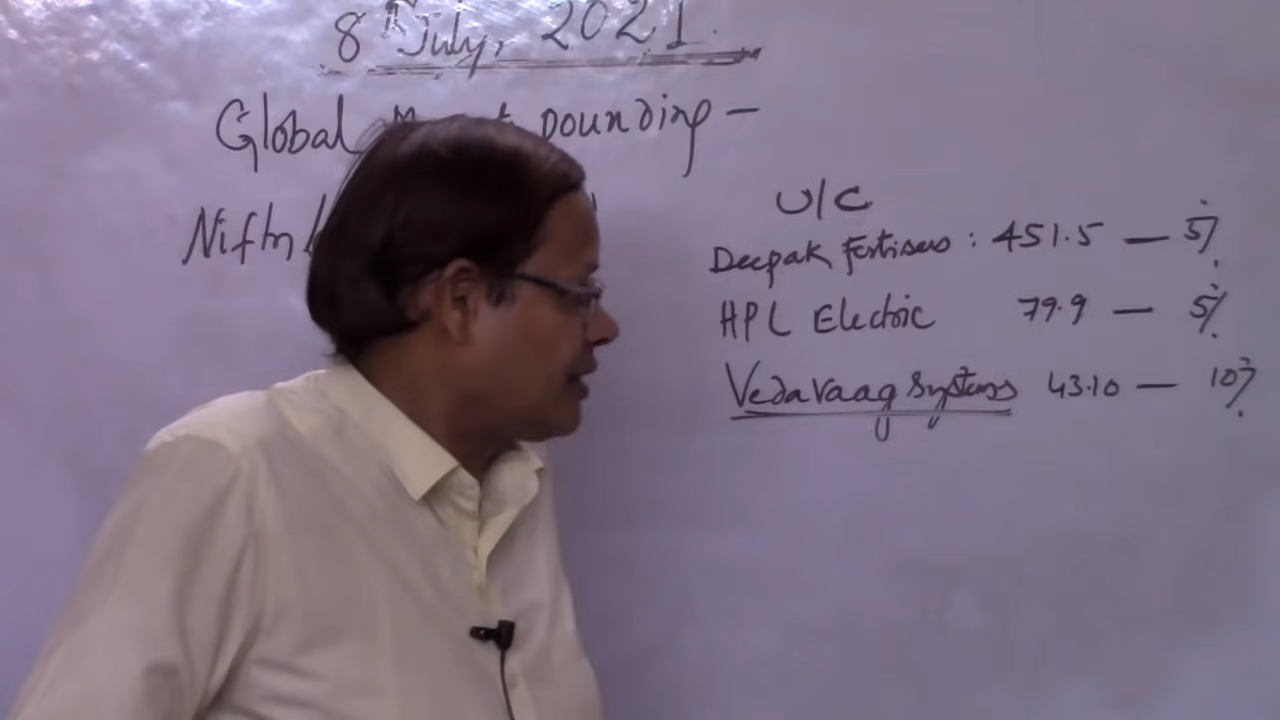 8th July, 2021.
Global pounding -
Nifty
U/C
Deepak Fertisers : 451.5 — 5%
HPL Electric 79.9 — 5%
Vedavaag Systems 43.10 — 10%